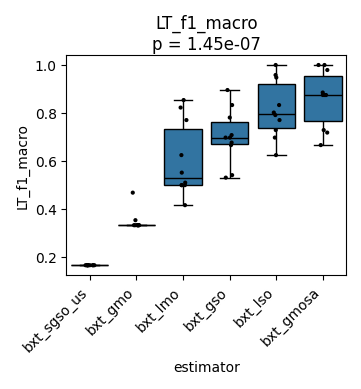 LT_f1_macro
p = 1.45e-07
LT_f1_macro
1.0
0.8
0.6
0.4
0.2
bxt_sgso_us
bxt_gmo
bxt_lmo
bxt_gso
bxt_lso
bxt_gmosa
estimator